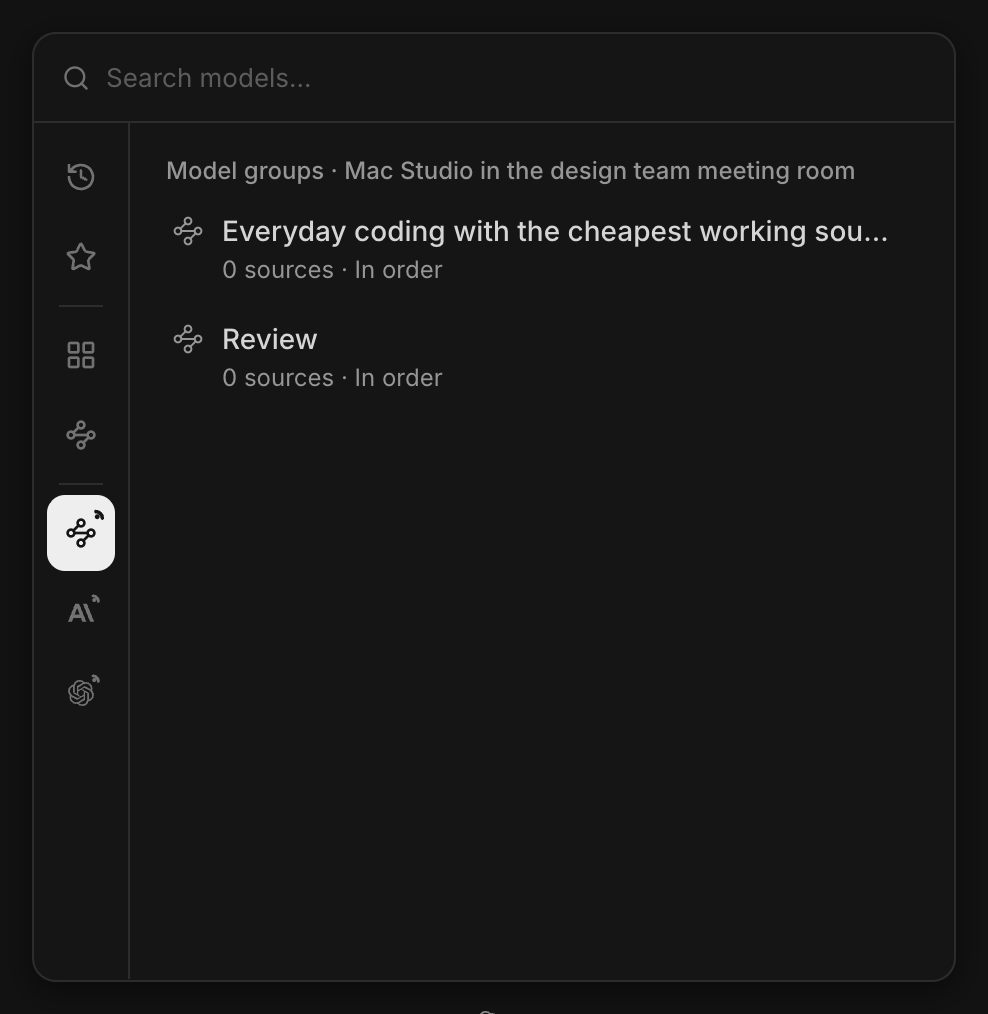 Search models...
Model groups · Mac Studio in the design team meeting room
Everyday coding with the cheapest working sou...
0 sources · In order
Review
0 sources · In order